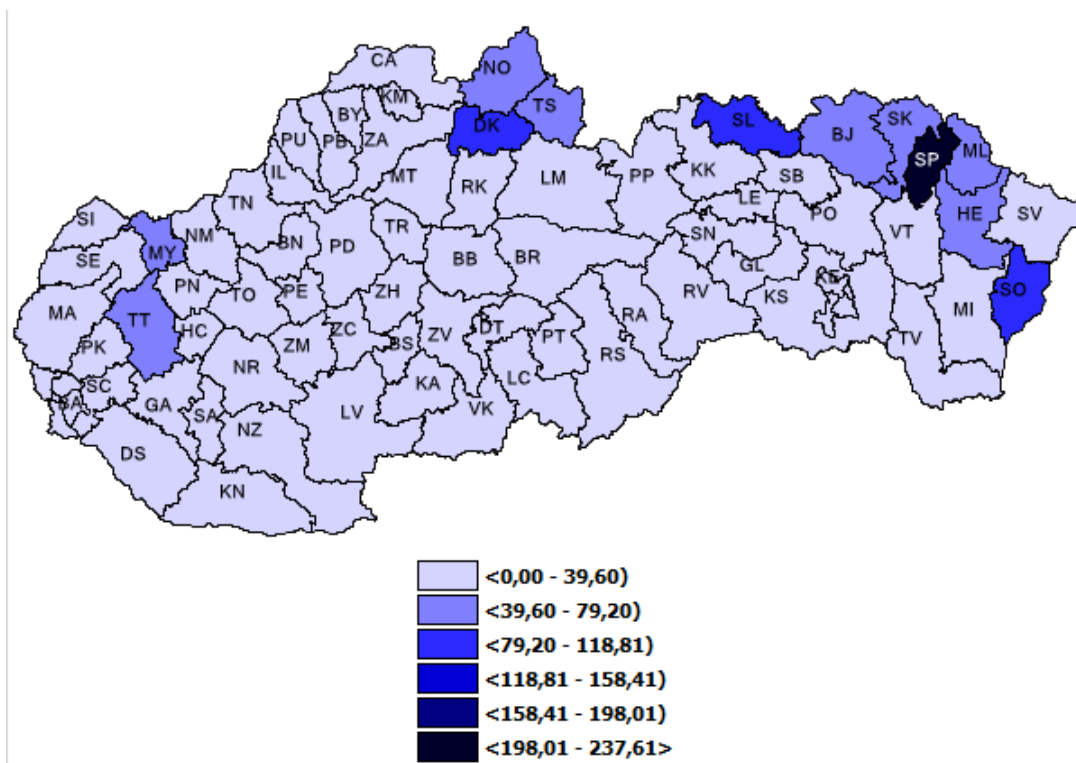 CA
NO
KM
TS
BY
DK
SL
SK
PU
PB
ZA
BJ
ML
SP
IL
MT
RK
LM
PP
KK
SB
TN
LE
SI
PO
HE
SV
NM
BN
PD
TR
SN
VT
MY
SE
BB
BR
GL
KE
PN
TO
PE
ZH
RV
KS
SO
MA
TT
HC
ZC
DT
RA
MI
PK
ZM
BS
ZV
PT
TV
NR
RS
SC
KA
LC
BA
GA
SA
LV
VK
NZ
DS
KN
<0,00 - 39,60)
<39,60 - 79,20)
<79,20 - 118,81)
<118,81 - 158,41)
<158,41 - 198,01)
<198,01 - 237,61>